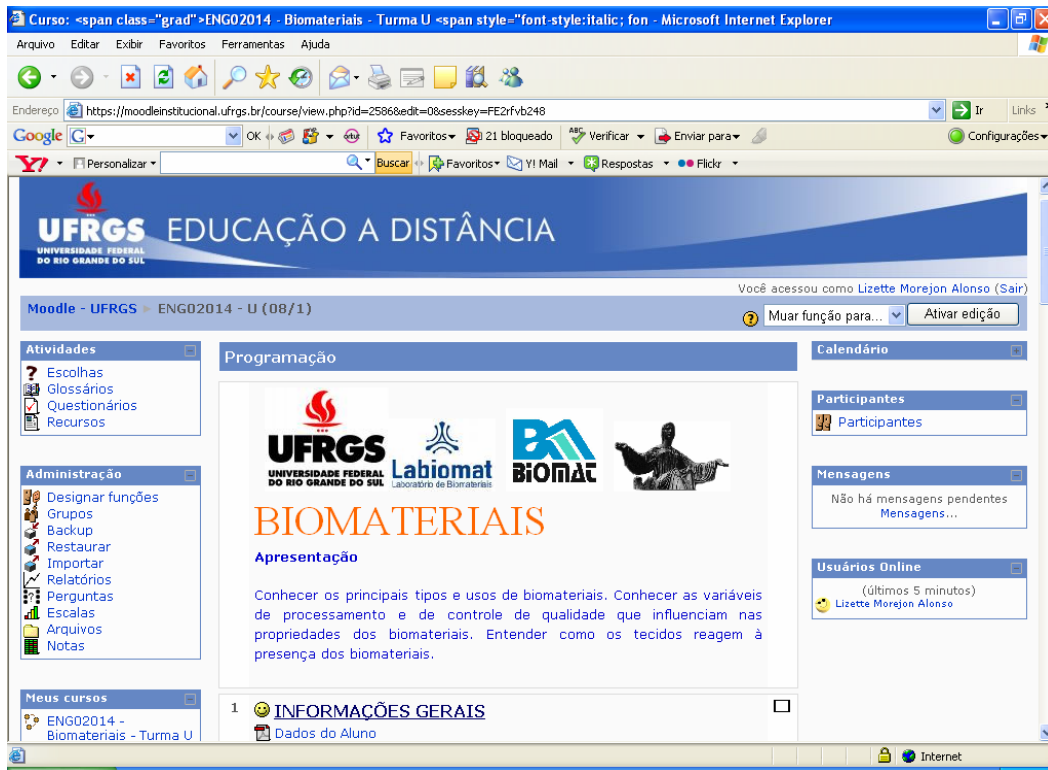 Curso: <span class="grad">ENG02014 - Biomateriais - Turma U <span style="font-style:italic; fon - Microsoft Internet Explorer
Arquivo Editar Exibir Favoritos Ferramentas Ajuda
Endereço https://moodleinstitucional.ufrgs.br/course/view.php?id=2586&edit=0&sesskey=FE2rfvb248 Ir Links
Google G OK Favoritos 21 bloqueado ABC Verificar Enviar para Configurações
Y! Personalizar Buscar Favoritos Y! Mail Respostas Flickr
UFRGS EDUCAÇÃO A DISTÂNCIA
UNIVERSIDADE FEDERAL
DO RIO GRANDE DO SUL
Você acessou como Lizette Morejon Alonso (Sair)
Moodle - UFRGS ► ENG02014 - U (08/1) Muar função para... Ativar edição
Atividades
Escolhas
Glossários
Questionários
Recursos
Administração
Designar funções
Grupos
Backup
Restaurar
Importar
Relatórios
Perguntas
Escalas
Arquivos
Notas
Meus cursos
ENG02014 -
Biomateriais - Turma U
Programação
UFRGS
UNIVERSIDADE FEDERAL
DO RIO GRANDE DO SUL
Labiomat
Laboratório de Biomateriais
BIOMAT
BIOMATERIAIS
Apresentação
Conhecer os principais tipos e usos de biomateriais. Conhecer as variáveis
de processamento e de controle de qualidade que influenciam nas
propriedades dos biomateriais. Entender como os tecidos reagem à
presença dos biomateriais.
1 INFORMAÇÕES GERAIS
Dados do Aluno
Calendário
Participantes
Participantes
Mensagens
Não há mensagens pendentes
Mensagens...
Usuários Online
(últimos 5 minutos)
Lizette Morejon Alonso
Internet